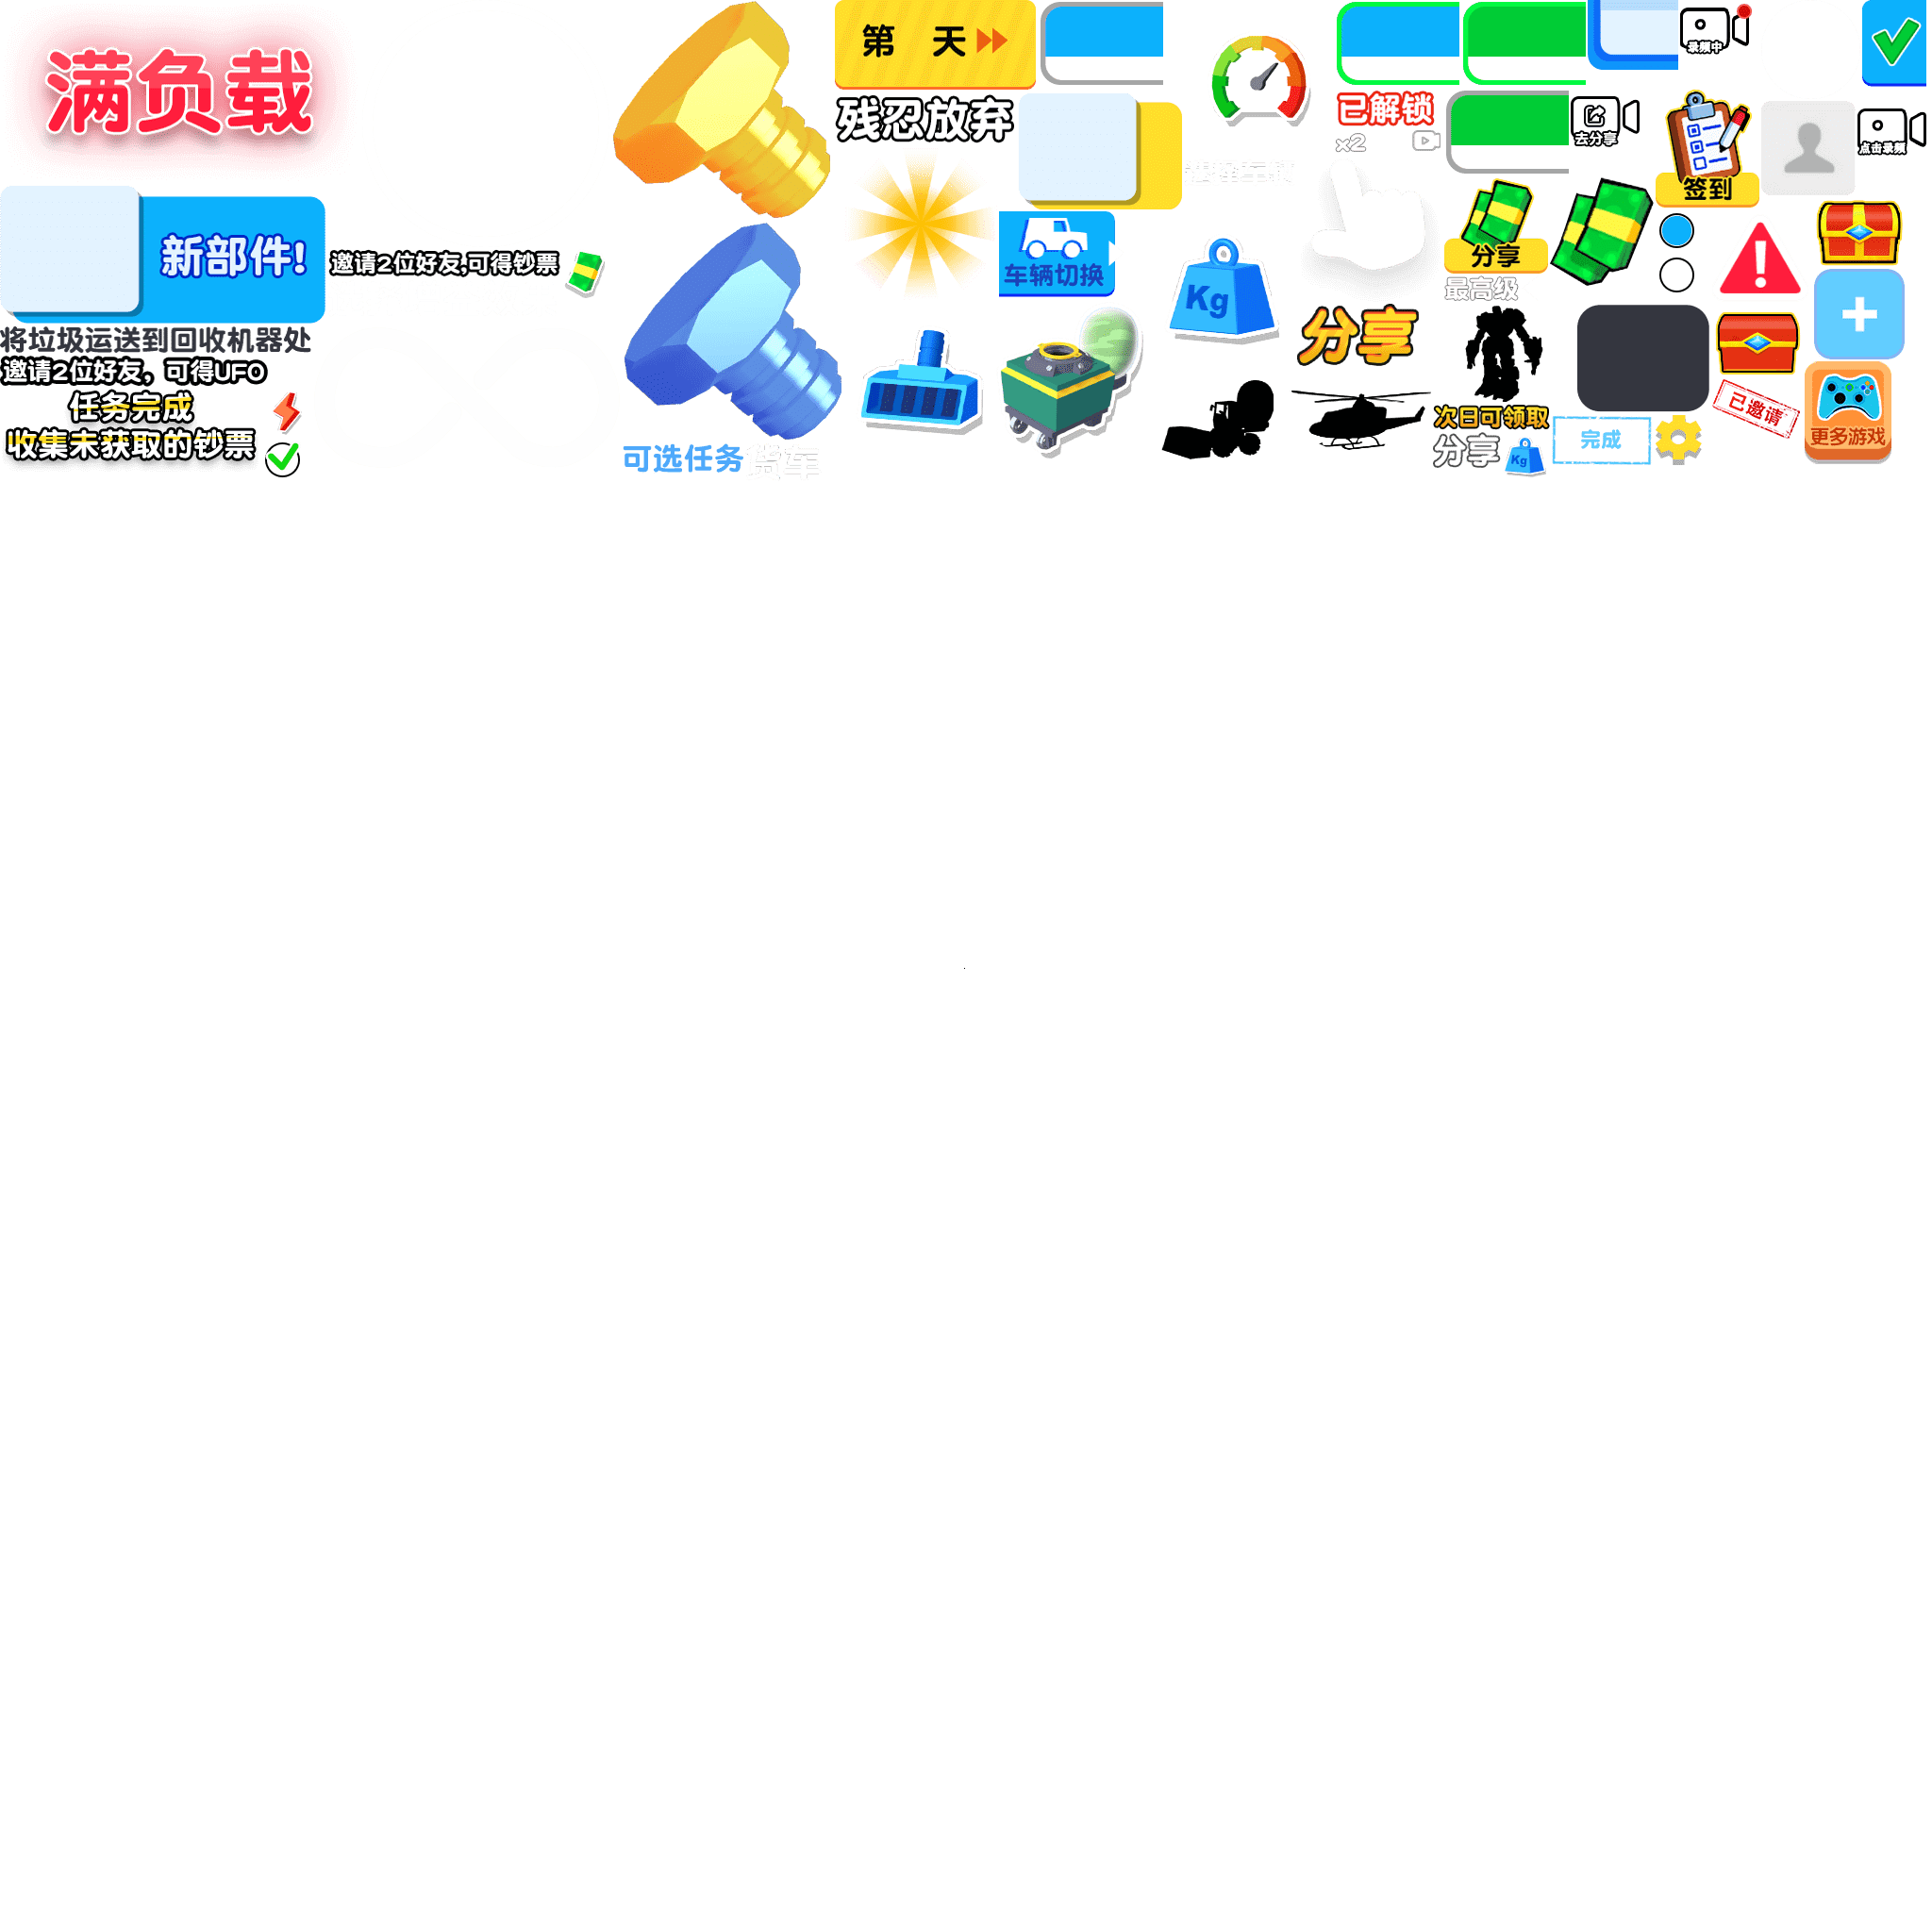 满负载
第 天
残忍放弃
已解锁
x2
录频中
去分享
点击录频
签到
新部件!
邀请2位好友,可得钞票
车辆切换
Kg
分享
最高级
将垃圾运送到回收机器处
邀请2位好友，可得UFO
任务完成
收集未获取的钞票
可选任务
货车
分享
次日可领取
分享
Kg
完成
已邀请
更多游戏